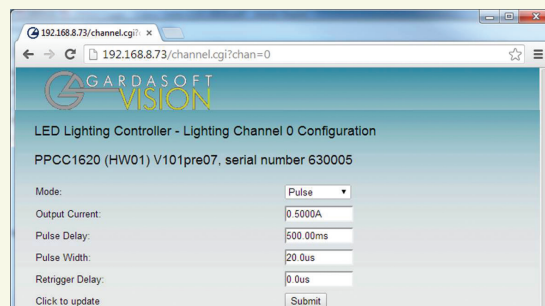 192.168.8.73/channel.cgi?
192.168.8.73/channel.cgi?chan=0
GARDASOFT
VISION
LED Lighting Controller - Lighting Channel 0 Configuration
PPCC1620 (HW01) V101pre07, serial number 630005
Mode: Pulse
Output Current: 0.5000A
Pulse Delay: 500.00ms
Pulse Width: 20.0us
Retrigger Delay: 0.0us
Click to update Submit